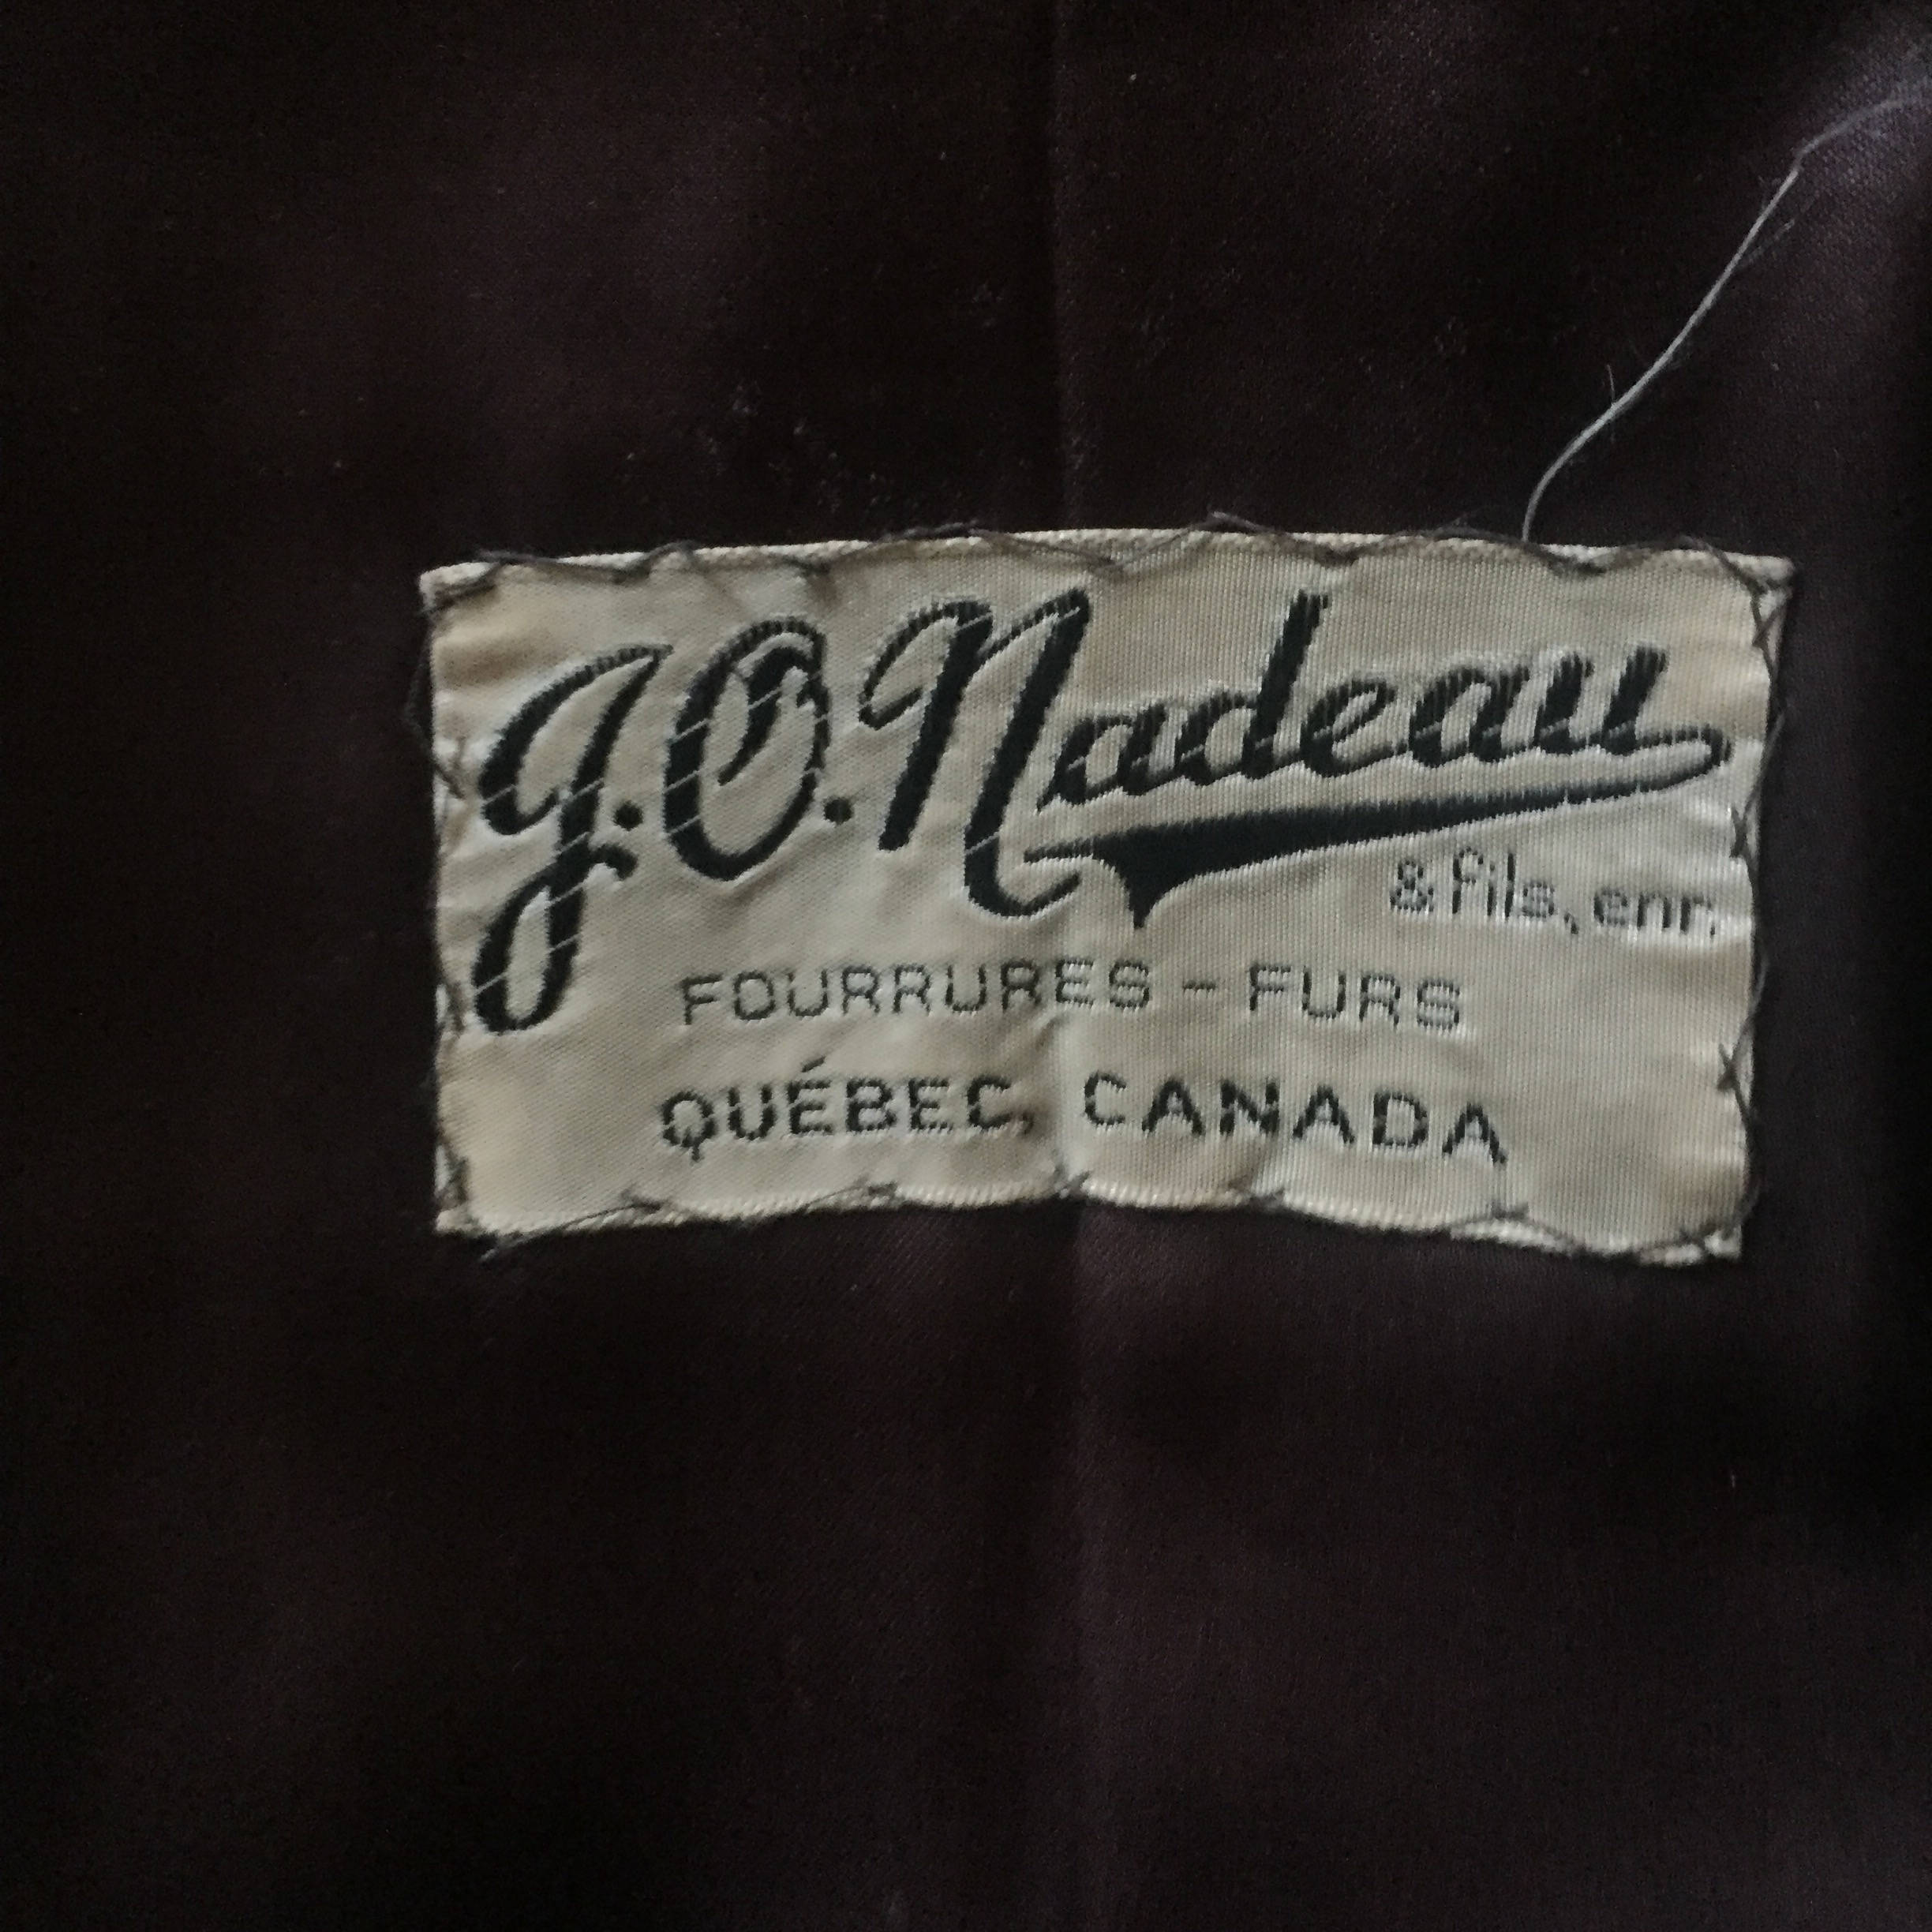 J.O. Nadeau
& fils, enr.
FOURRURES - FURS
QUÉBEC, CANADA